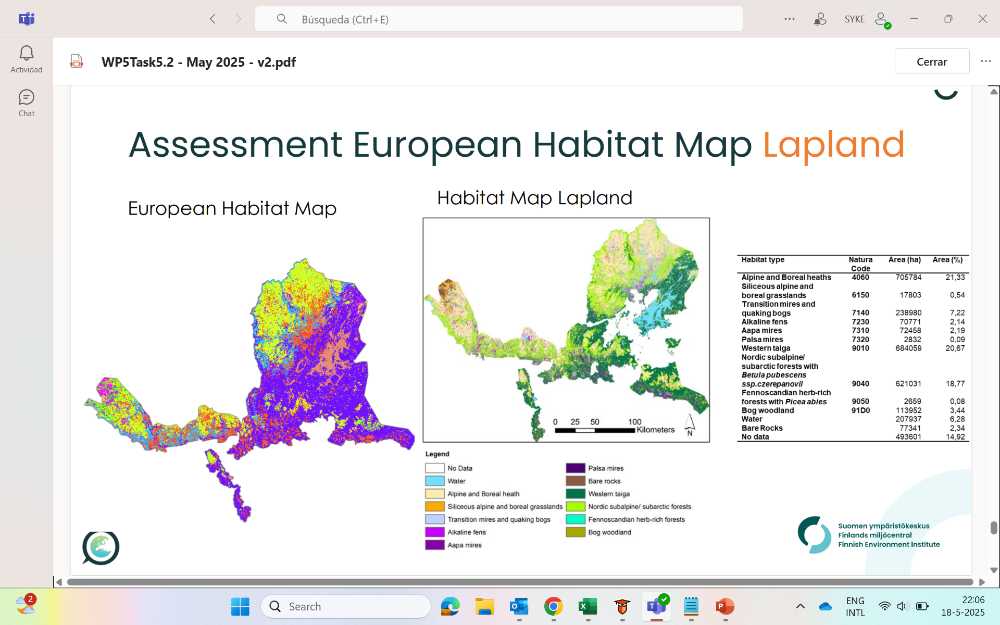 Búsqueda (Ctrl+E)
SYKE
Actividad
Chat
WP5Task5.2 - May 2025 - v2.pdf
Cerrar
Assessment European Habitat Map Lapland
European Habitat Map
Habitat Map Lapland
0 25 50 100
Kilometers
N
Legend
No Data
Water
Alpine and Boreal heath
Siliceous alpine and boreal grasslands
Transition mires and quaking bogs
Alkaline fens
Aapa mires
Palsa mires
Bare rocks
Western taiga
Nordic subalpine/ subarctic forests
Fennoscandian herb-rich forests
Bog woodland
Habitat type Natura Area (ha) Area (%)
Code
Alpine and Boreal heaths 4060 705784 21,33
Siliceous alpine and
boreal grasslands 6150 17803 0,54
Transition mires and
quaking bogs 7140 238980 7,22
Alkaline fens 7230 70771 2,14
Aapa mires 7310 72458 2,19
Palsa mires 7320 2832 0,09
Western taiga 9010 684059 20,67
Nordic subalpine/
subarctic forests with
Betula pubescens
ssp.czerepanovii 9040 621031 18,77
Fennoscandian herb-rich
forests with Picea abies 9050 2659 0,08
Bog woodland 91D0 113952 3,44
Water 207937 6,28
Bare Rocks 77341 2,34
No data 493601 14,92
Suomen ympäristökeskus
Finlands miljöcentral
Finnish Environment Institute
2
Search
ENG
INTL
22:06
18-5-2025